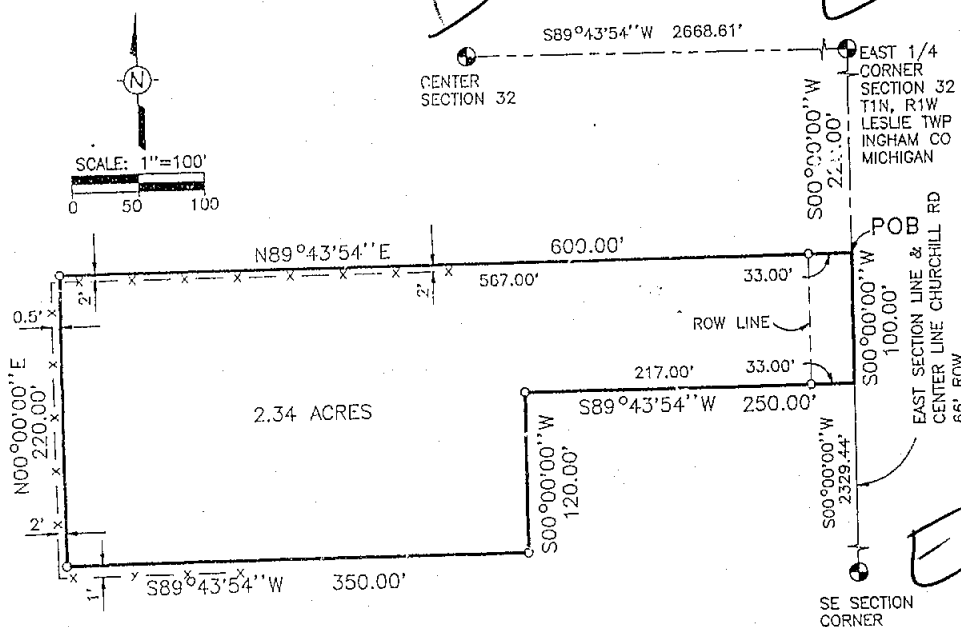 S89°43'54''W 2668.61'
CENTER
SECTION 32
EAST 1/4
CORNER
SECTION 32
T1N, R1W
LESLIE TWP
INGHAM CO
MICHIGAN
N
SCALE: 1''=100'
0 50 100
S00°00'00''W
POB
N89°43'54''E 600.00'
567.00'
33.00'
2'
2'
0.5'
N00°00'00''E
220.00'
2'
1'
ROW LINE
S00°00'00''W
100.00'
EAST SECTION LINE &
CENTER LINE CHURCHILL RD
66' ROW
217.00'
33.00'
S89°43'54''W 250.00'
2.34 ACRES
S00°00'00''W
120.00'
S00°00'00''W
2329.44'
S89°43'54''W 350.00'
SE SECTION
CORNER